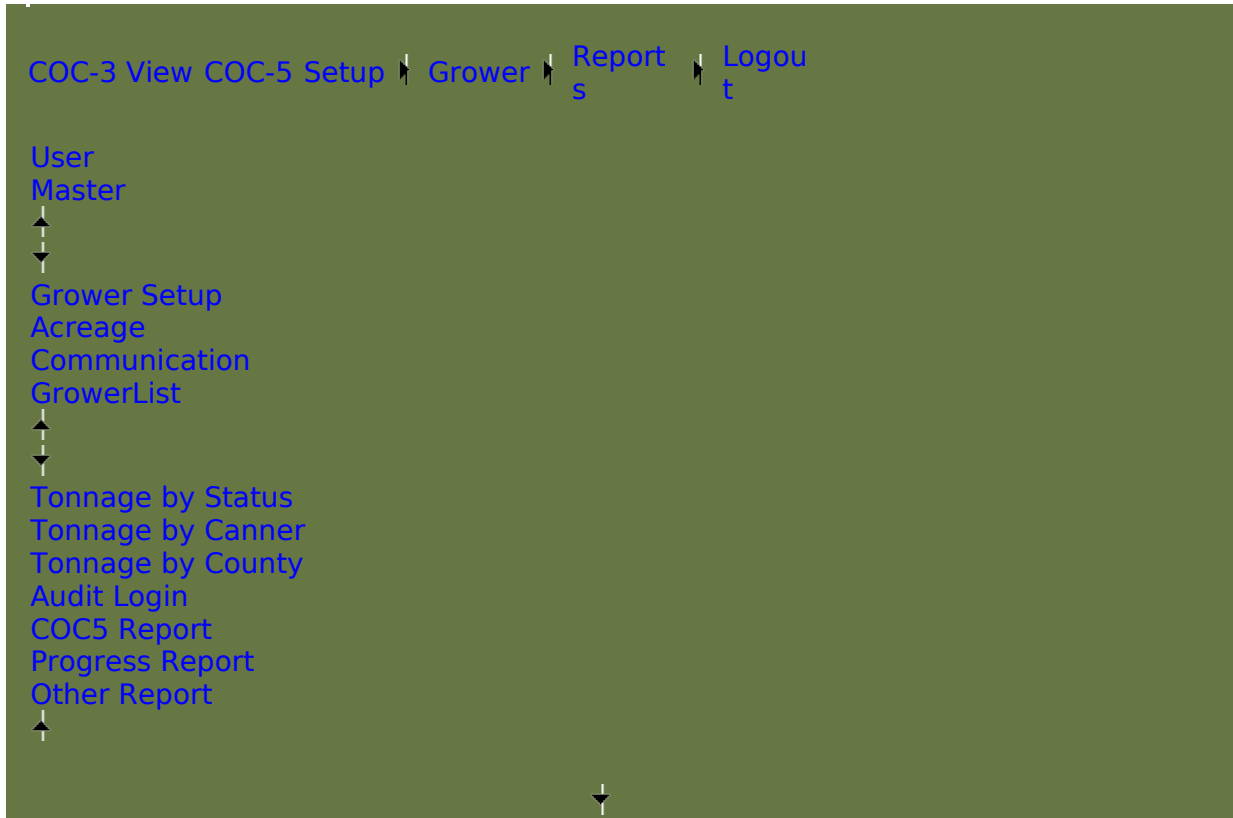 COC-3 View COC-5 Setup Grower Report Logou
s t
User
Master
Grower Setup
Acreage
Communication
GrowerList
Tonnage by Status
Tonnage by Canner
Tonnage by County
Audit Login
COC5 Report
Progress Report
Other Report